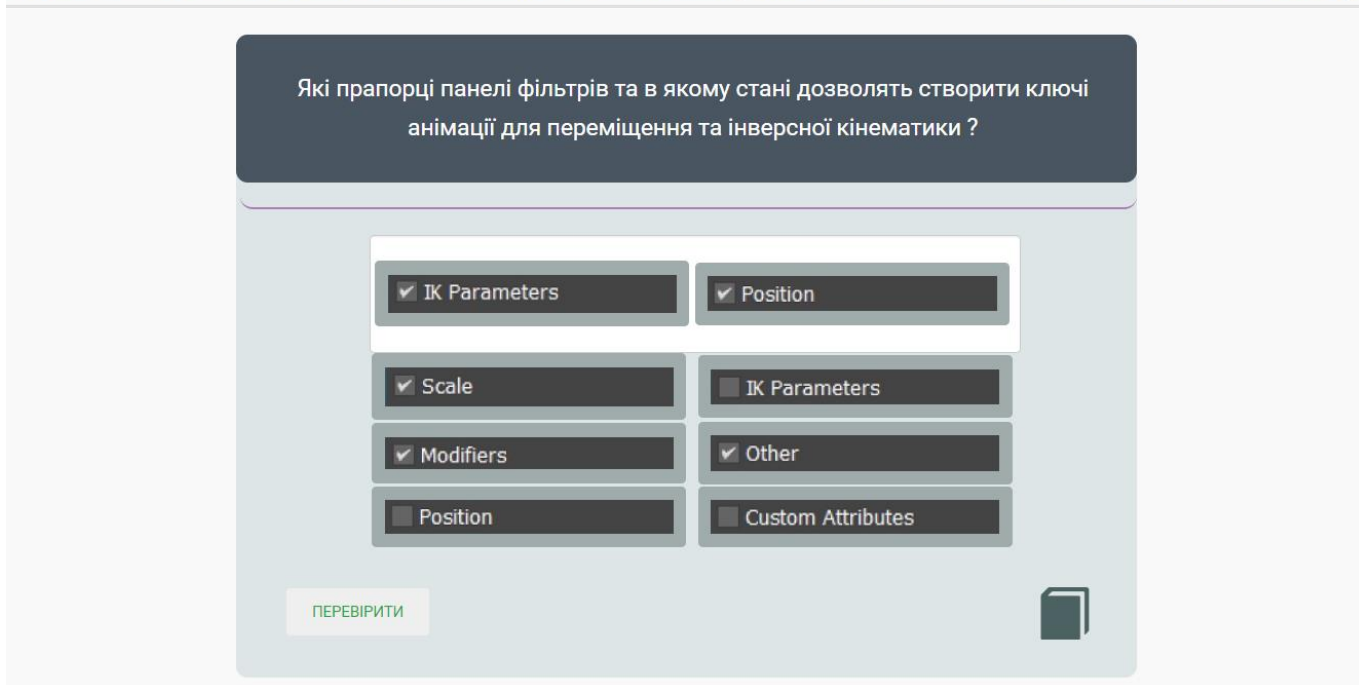 Які прапорці панелі фільтрів та в якому стані дозволять створити ключі
анімації для переміщення та інверсної кінематики ?
IK Parameters
Position
Scale
IK Parameters
Modifiers
Other
Position
Custom Attributes
ПЕРЕВІРИТИ